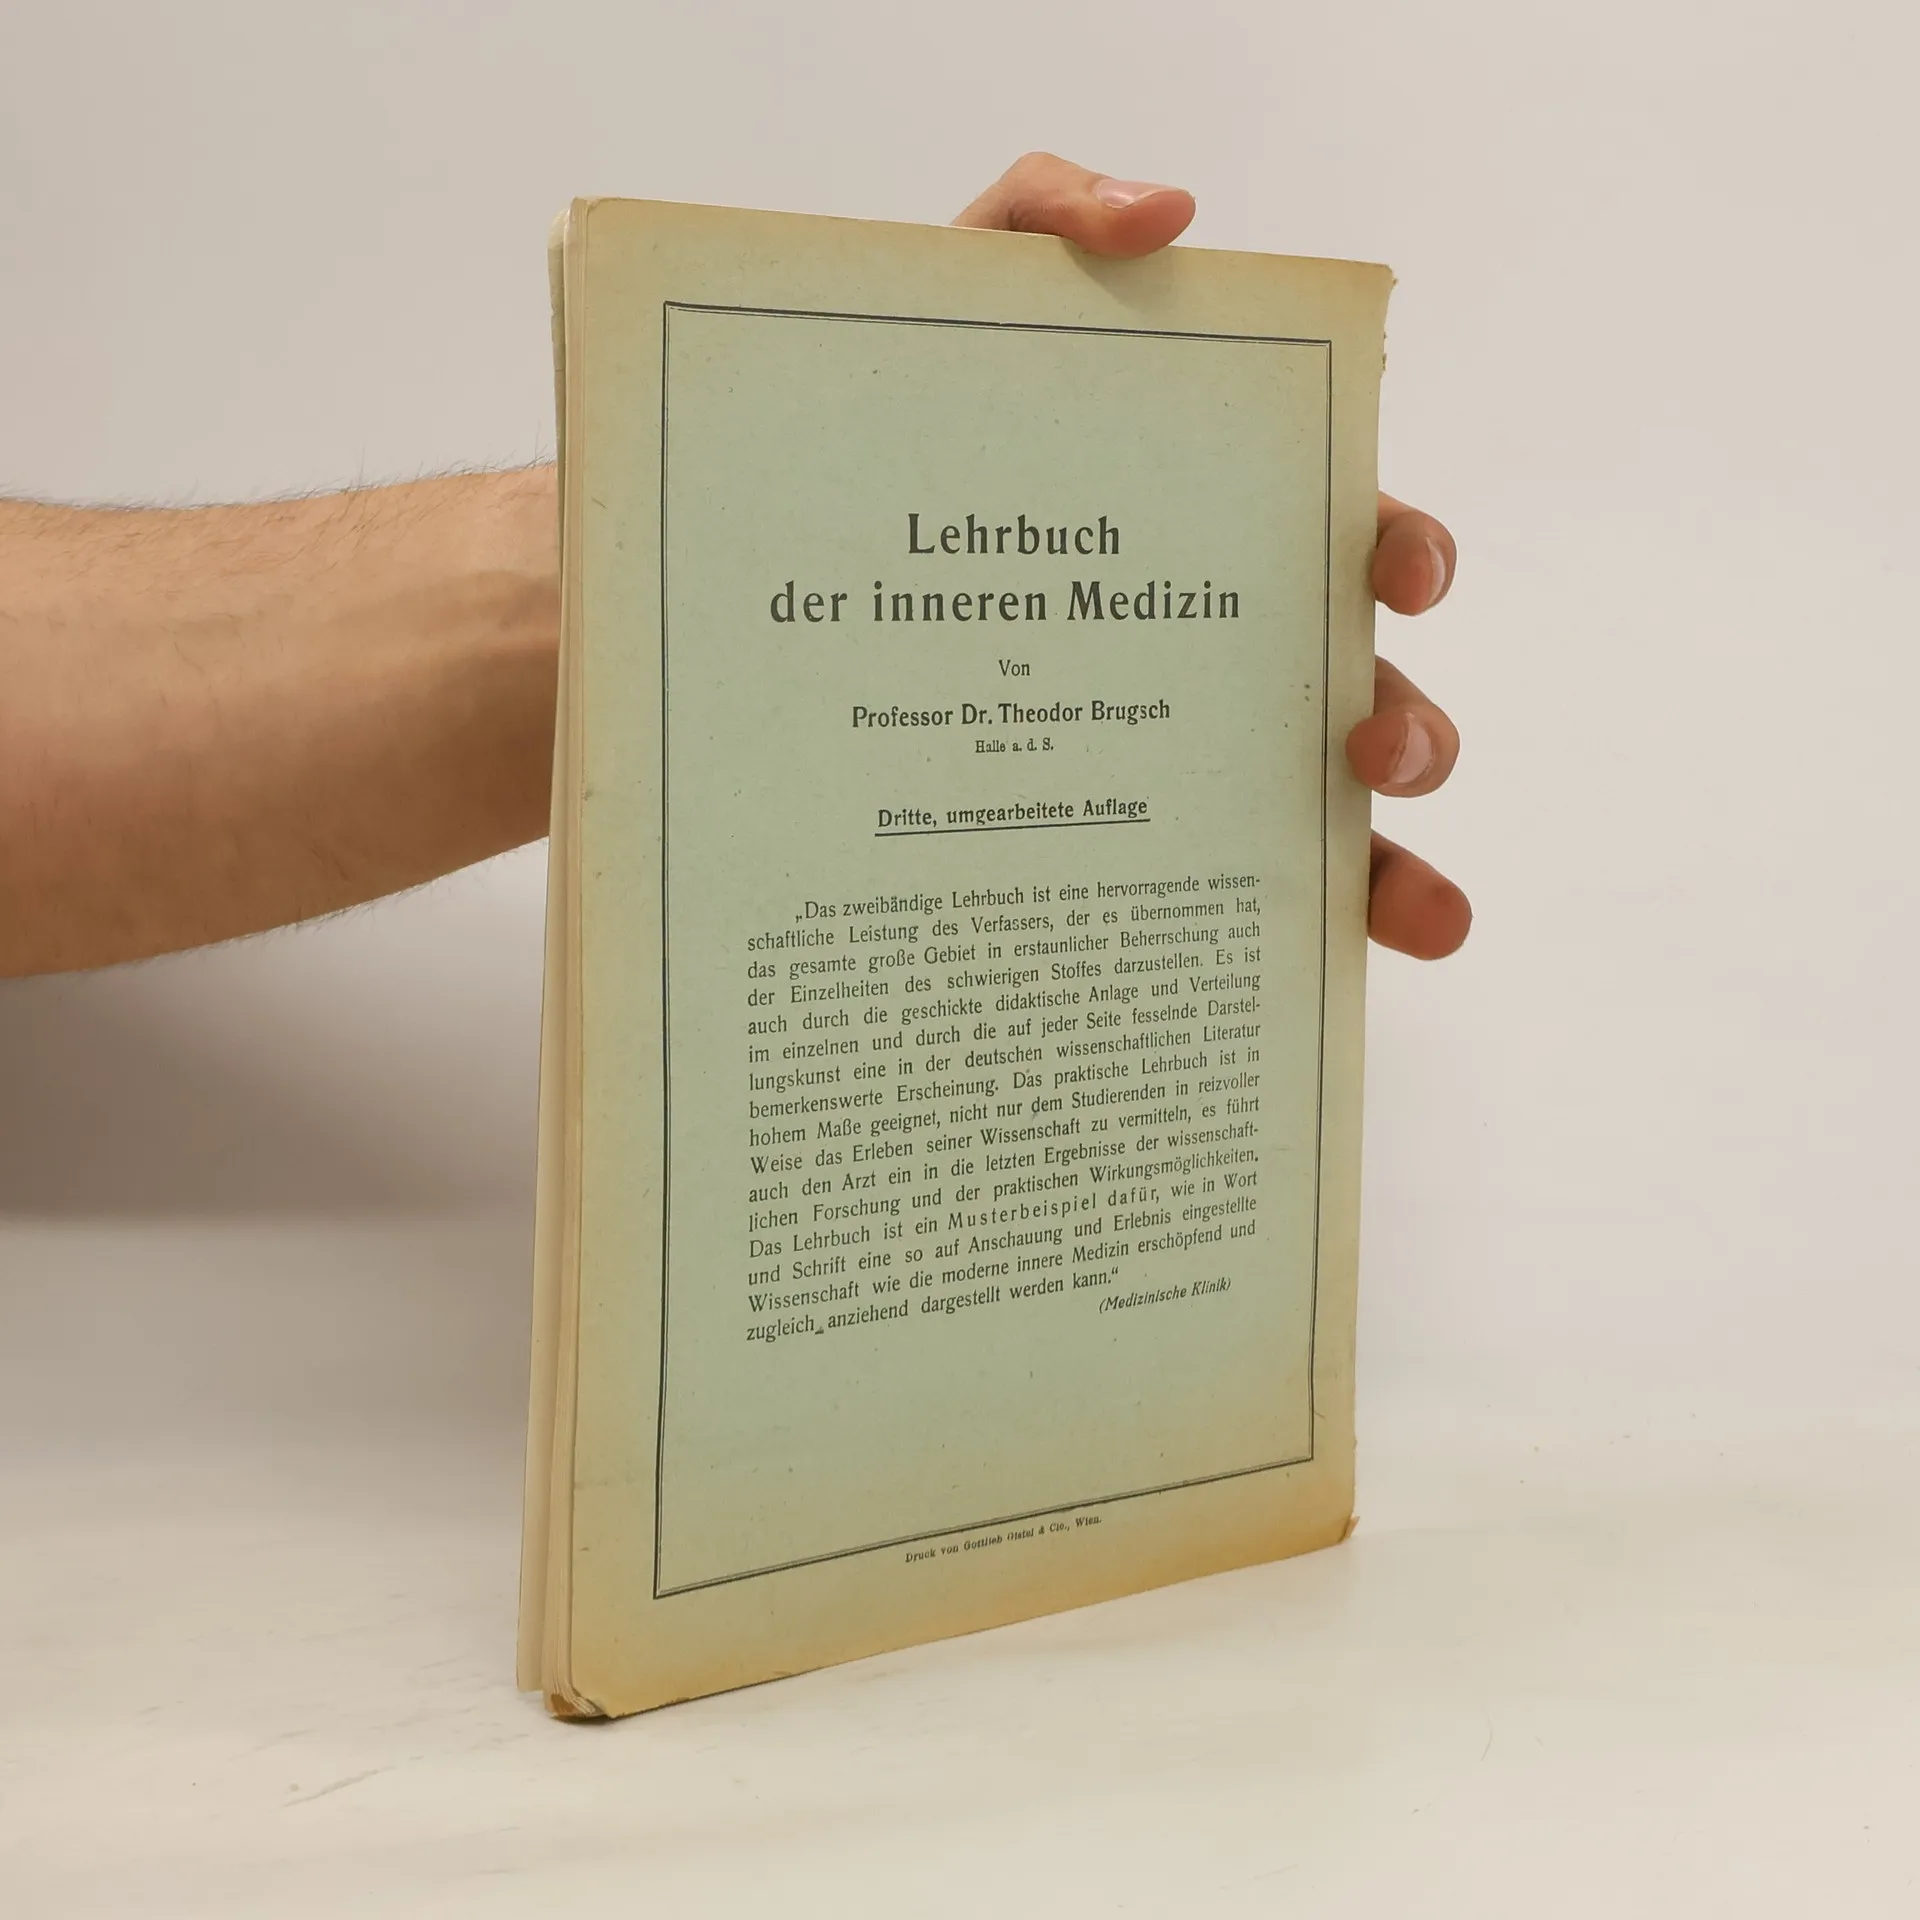 Lehrbuch
der inneren Medizin
Von
Professor Dr. Theodor Brugsch
Halle a. d. S.
Dritte, umgearbeitete Auflage
„Das zweibändige Lehrbuch ist eine hervorragende wissen-
schaftliche Leistung des Verfassers, der es übernommen hat,
das gesamte große Gebiet in erstaunlicher Beherrschung auch
der Einzelheiten des schwierigen Stoffes darzustellen. Es ist
auch durch die geschickte didaktische Anlage und Verteilung
im einzelnen und durch die auf jeder Seite fesselnde Darstel-
lungskunst eine in der deutschen wissenschaftlichen Literatur
bemerkenswerte Erscheinung. Das praktische Lehrbuch ist in
hohem Maße geeignet, nicht nur dem Studierenden in reizvoller
Weise das Erleben seiner Wissenschaft zu vermitteln, es führt
auch den Arzt ein in die letzten Ergebnisse der wissenschaft-
lichen Forschung und der praktischen Wirkungsmöglichkeiten.
Das Lehrbuch ist ein Musterbeispiel dafür, wie in Wort
und Schrift eine so auf Anschauung und Erlebnis eingestellte
Wissenschaft wie die moderne innere Medizin erschöpfend und
zugleich anziehend dargestellt werden kann.“
(Medizinische Klinik)
Druck von Gottlieb Gistel & Cie., Wien.